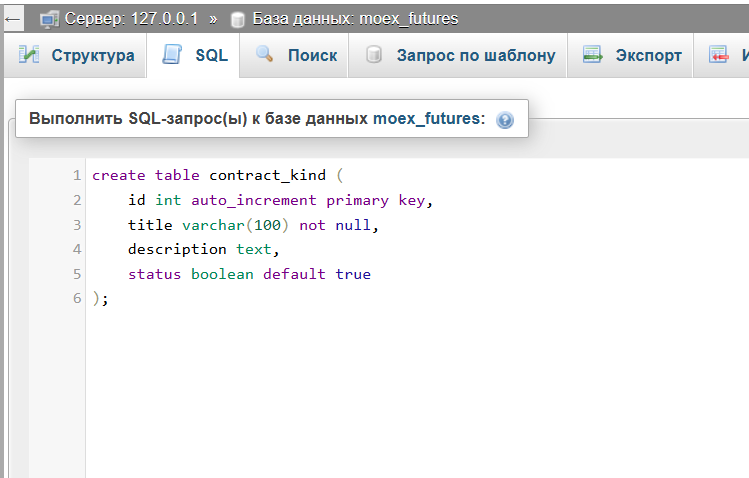 ← Сервер: 127.0.0.1 » База данных: moex_futures
Структура SQL Поиск Запрос по шаблону Экспорт
Выполнить SQL-запрос(ы) к базе данных moex_futures:
1 create table contract_kind (
2     id int auto_increment primary key,
3     title varchar(100) not null,
4     description text,
5     status boolean default true
6 );